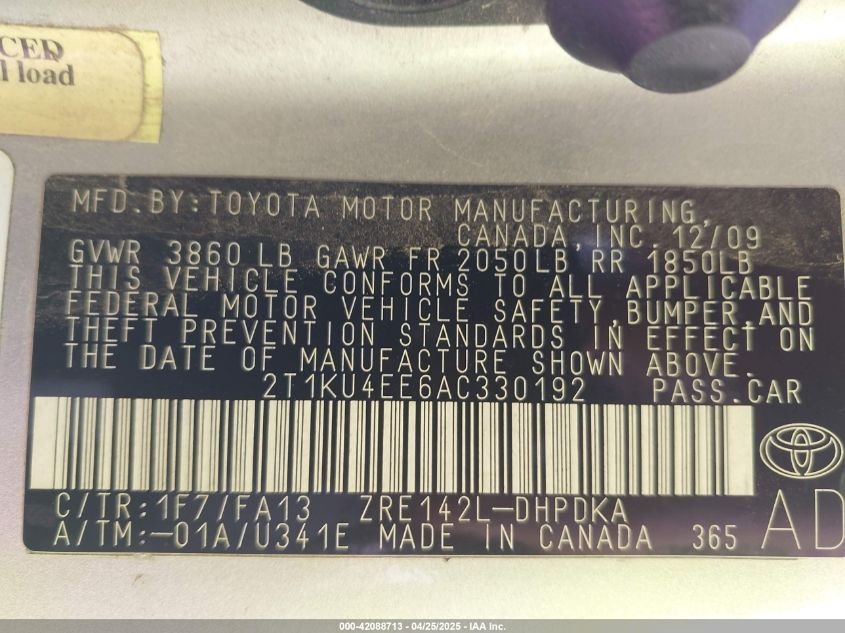 CED
l load
MFD.BY:TOYOTA MOTOR MANUFACTURING,
CANADA,INC. 12/09
GVWR 3860 LB GAWR FR 2050LB RR 1850LB
THIS VEHICLE CONFORMS TO ALL APPLICABLE
FEDERAL MOTOR VEHICLE SAFETY,BUMPER,AND
THEFT PREVENTION STANDARDS IN EFFECT ON
THE DATE OF MANUFACTURE SHOWN ABOVE.
2T1KU4EE6AC330192 PASS.CAR
C/TR:1F7/FA13 ZRE142L-DHPDKA
A/TM:-01A/U341E MADE IN CANADA 365 AD
000-42088713 - 04/25/2025 - IAA Inc.